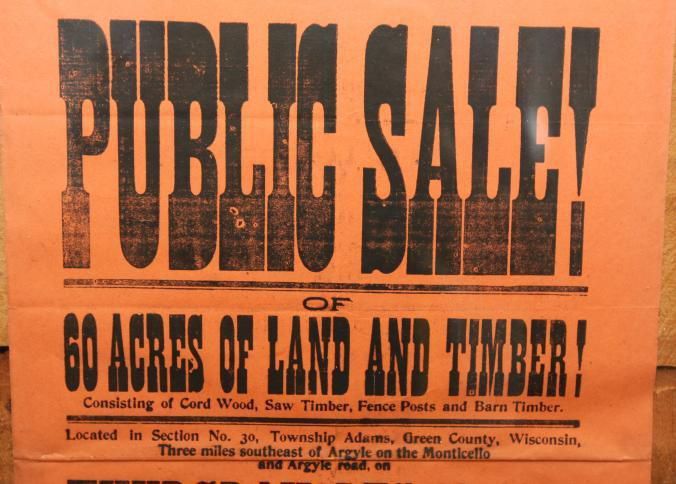 PUBLIC SALE!
OF
60 ACRES OF LAND AND TIMBER!
Consisting of Cord Wood, Saw Timber, Fence Posts and Barn Timber.
Located in Section No. 30, Township Adams, Green County, Wisconsin,
Three miles southeast of Argyle on the Monticello
and Argyle road, on